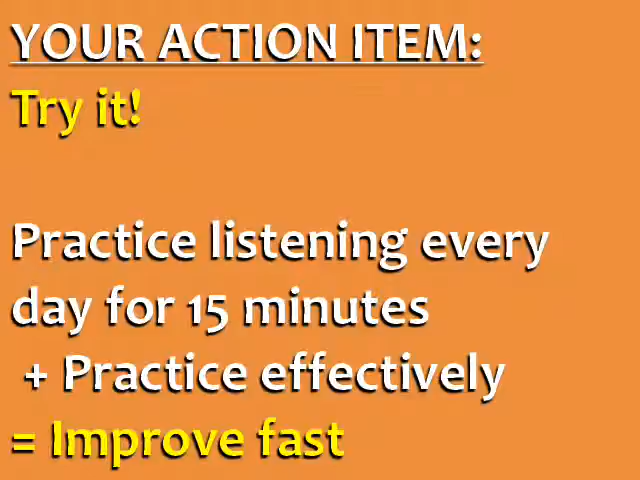 YOUR ACTION ITEM:
Try it!
Practice listening every
day for 15 minutes
+ Practice effectively
= Improve fast